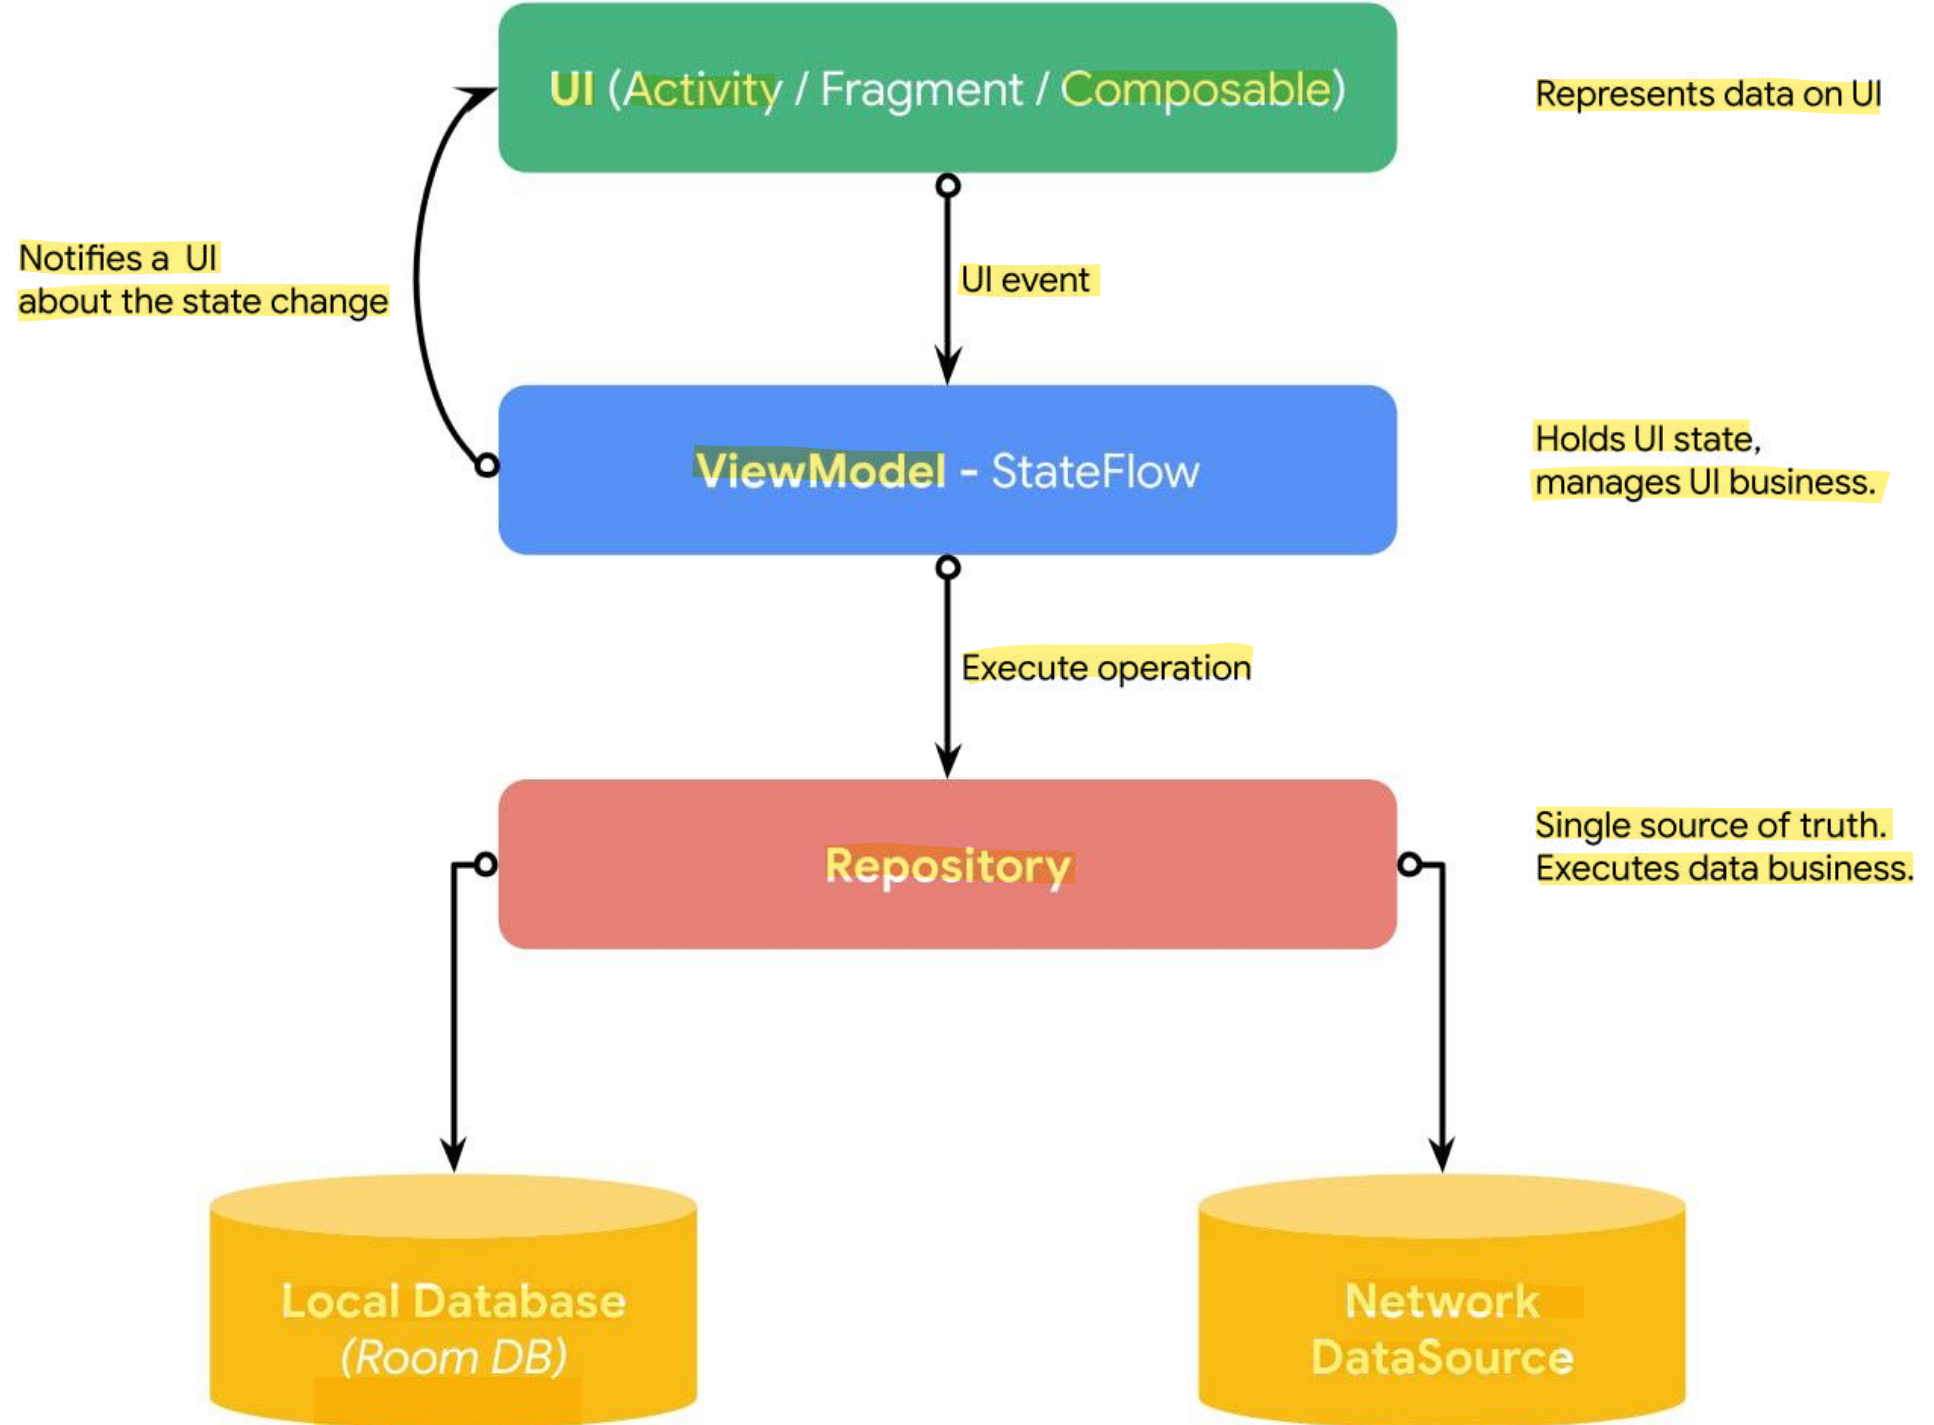 UI (Activity / Fragment / Composable)
Represents data on UI
Notifies a UI
about the state change
UI event
ViewModel - StateFlow
Holds UI state,
manages UI business.
Execute operation
Repository
Single source of truth.
Executes data business.
Local Database
(Room DB)
Network
DataSource